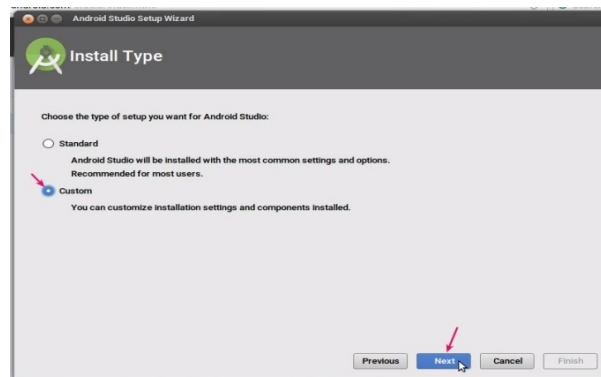 Android Studio Setup Wizard
Install Type
Choose the type of setup you want for Android Studio:
Standard
Android Studio will be installed with the most common settings and options.
Recommended for most users.
Custom
You can customize installation settings and components installed.
Previous Next Cancel Finish